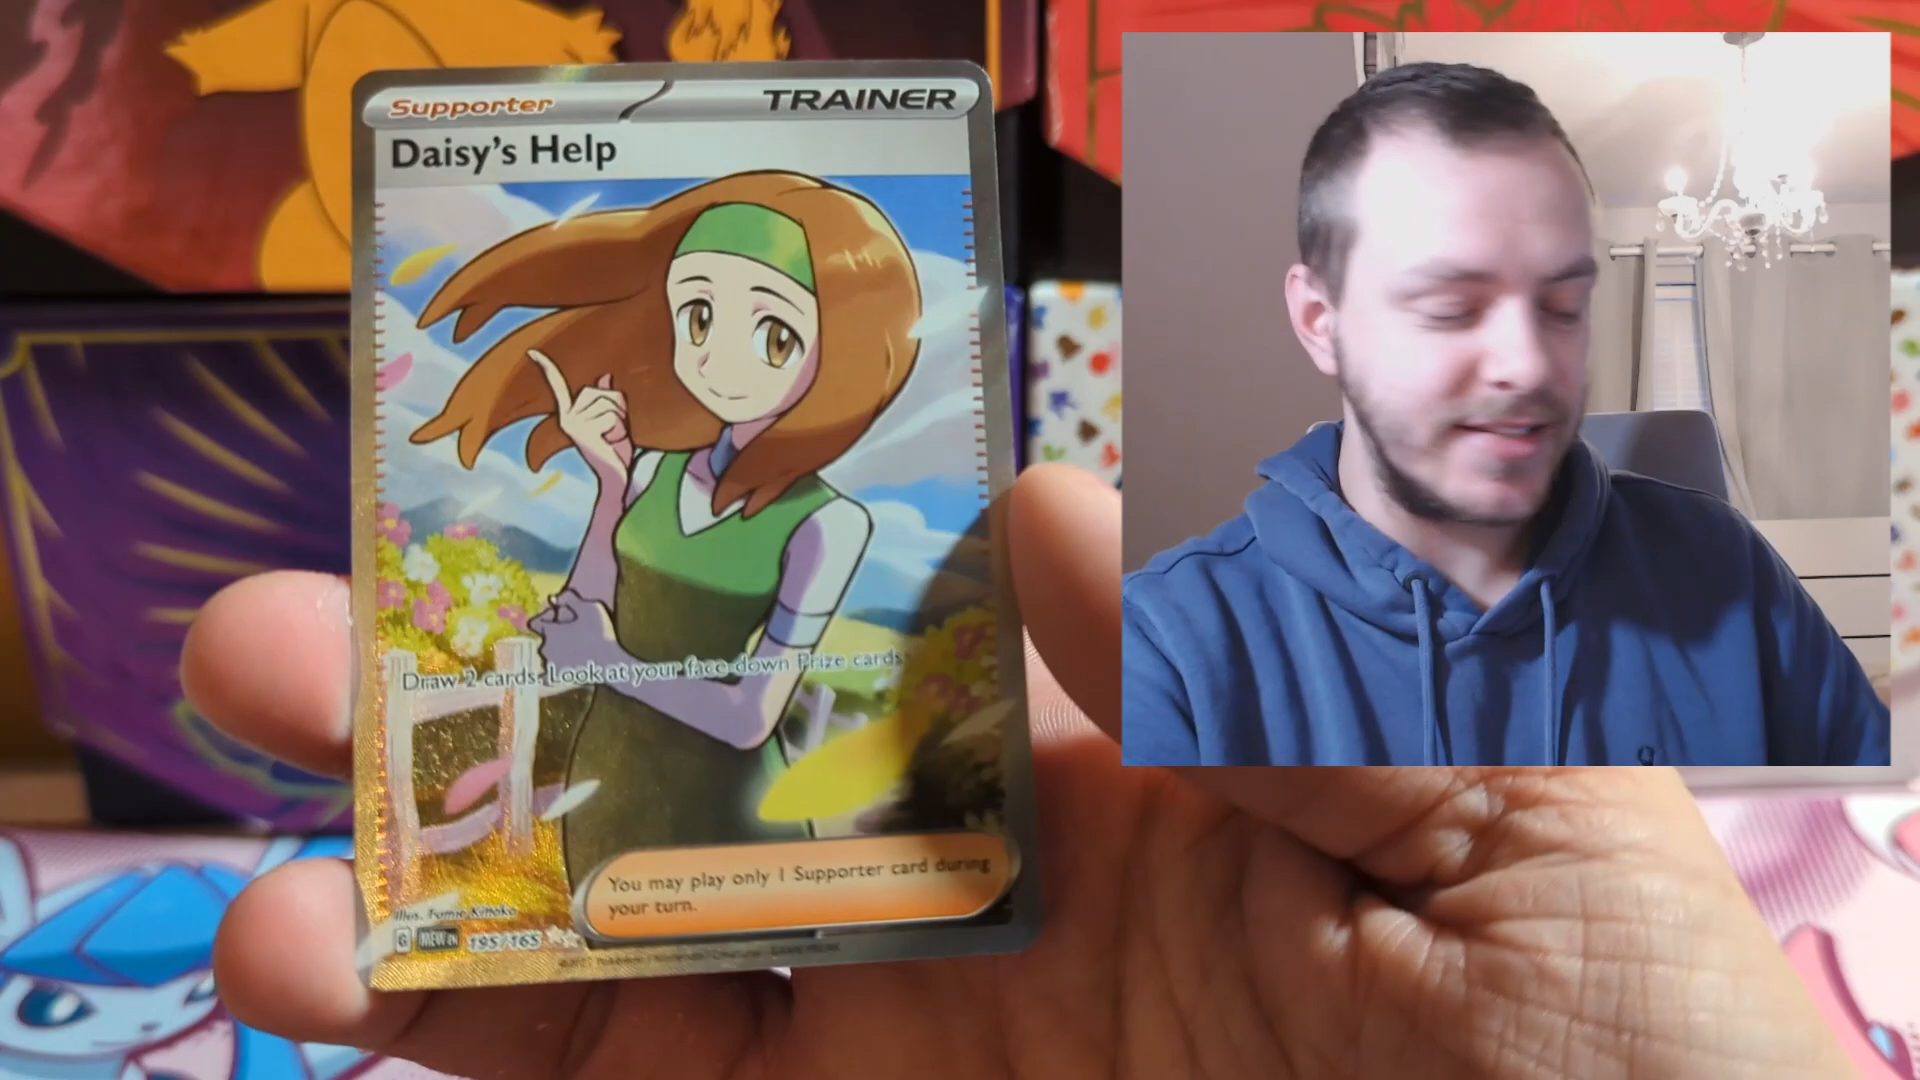 Supporter
TRAINER
Daisy's Help
Draw 2 cards. Look at your face-down Prize cards.
You may play only 1 Supporter card during
your turn.
Illus. Fumie Kittaka
G MEW EN 195/165